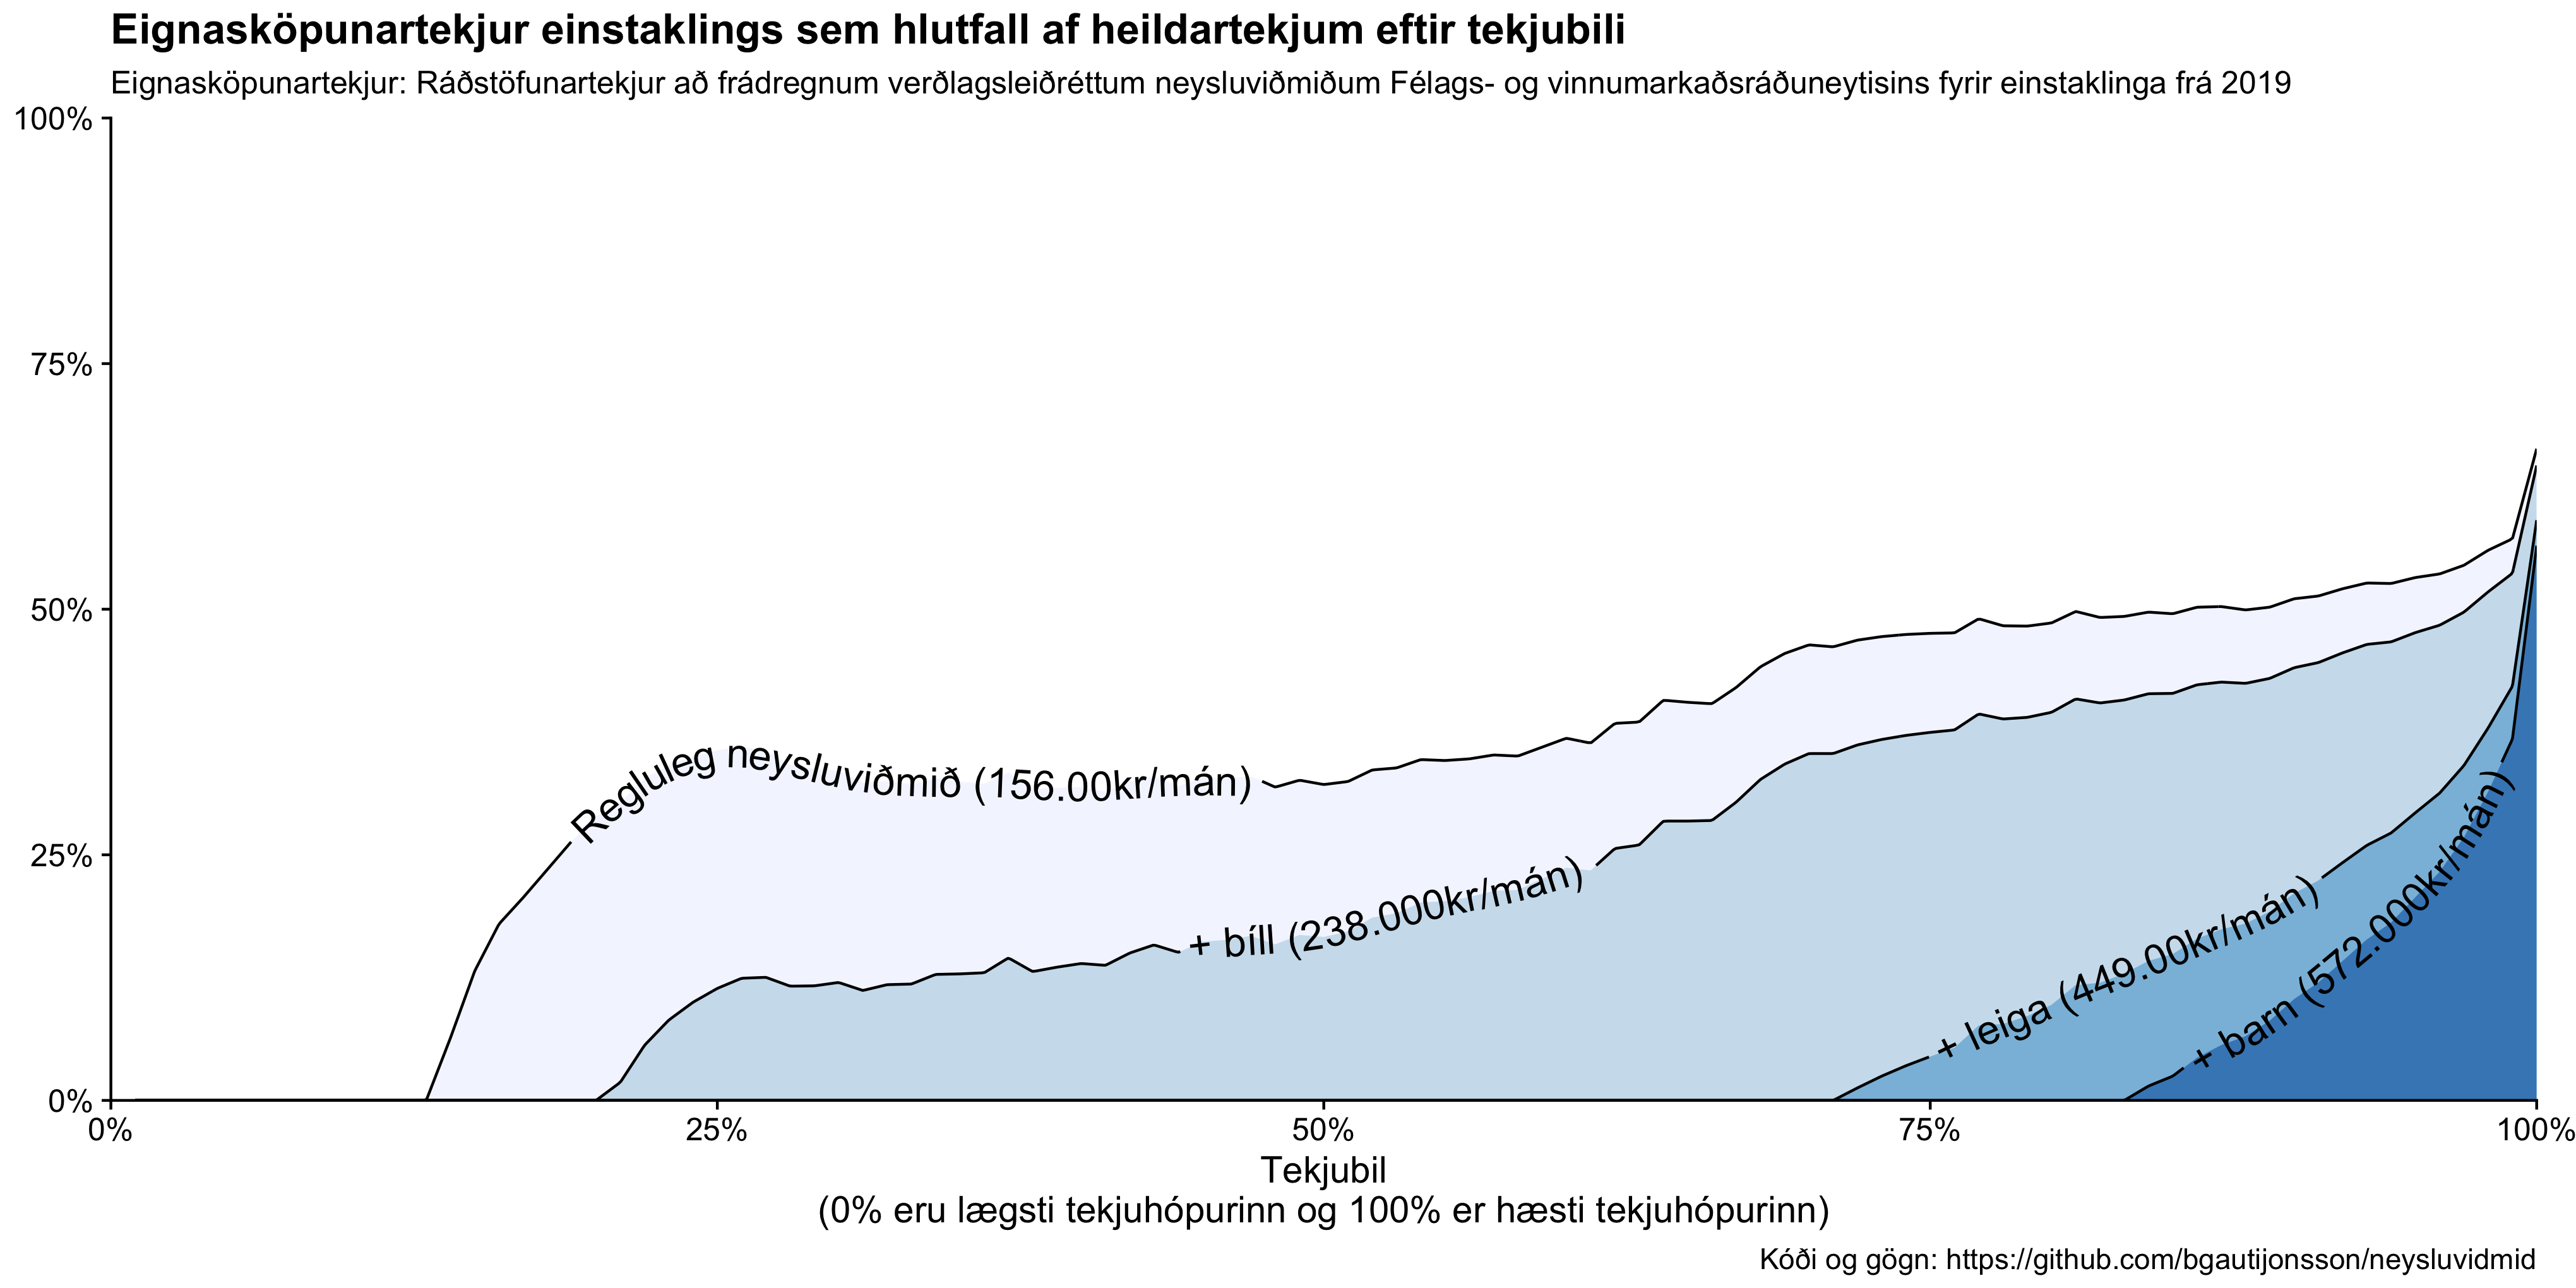 Eignasköpunartekjur einstaklings sem hlutfall af heildartekjum eftir tekjubili
Eignasköpunartekjur: Ráðstöfunartekjur að frádregnum verðlagsleiðréttum neysluviðmiðum Félags- og vinnumarkaðsráðuneytisins fyrir einstaklinga frá 2019
100%
75%
50%
25%
0%
Regluleg neysluviðmið (156.00kr/mán)
+ bíll (238.000kr/mán)
+ leiga (449.00kr/mán)
+ barn (572.000kr/mán)
0%
25%
50%
75%
100%
Tekjubil
(0% eru lægsti tekjuhópurinn og 100% er hæsti tekjuhópurinn)
Kóði og gögn: https://github.com/bgautijonsson/neysluvidmid